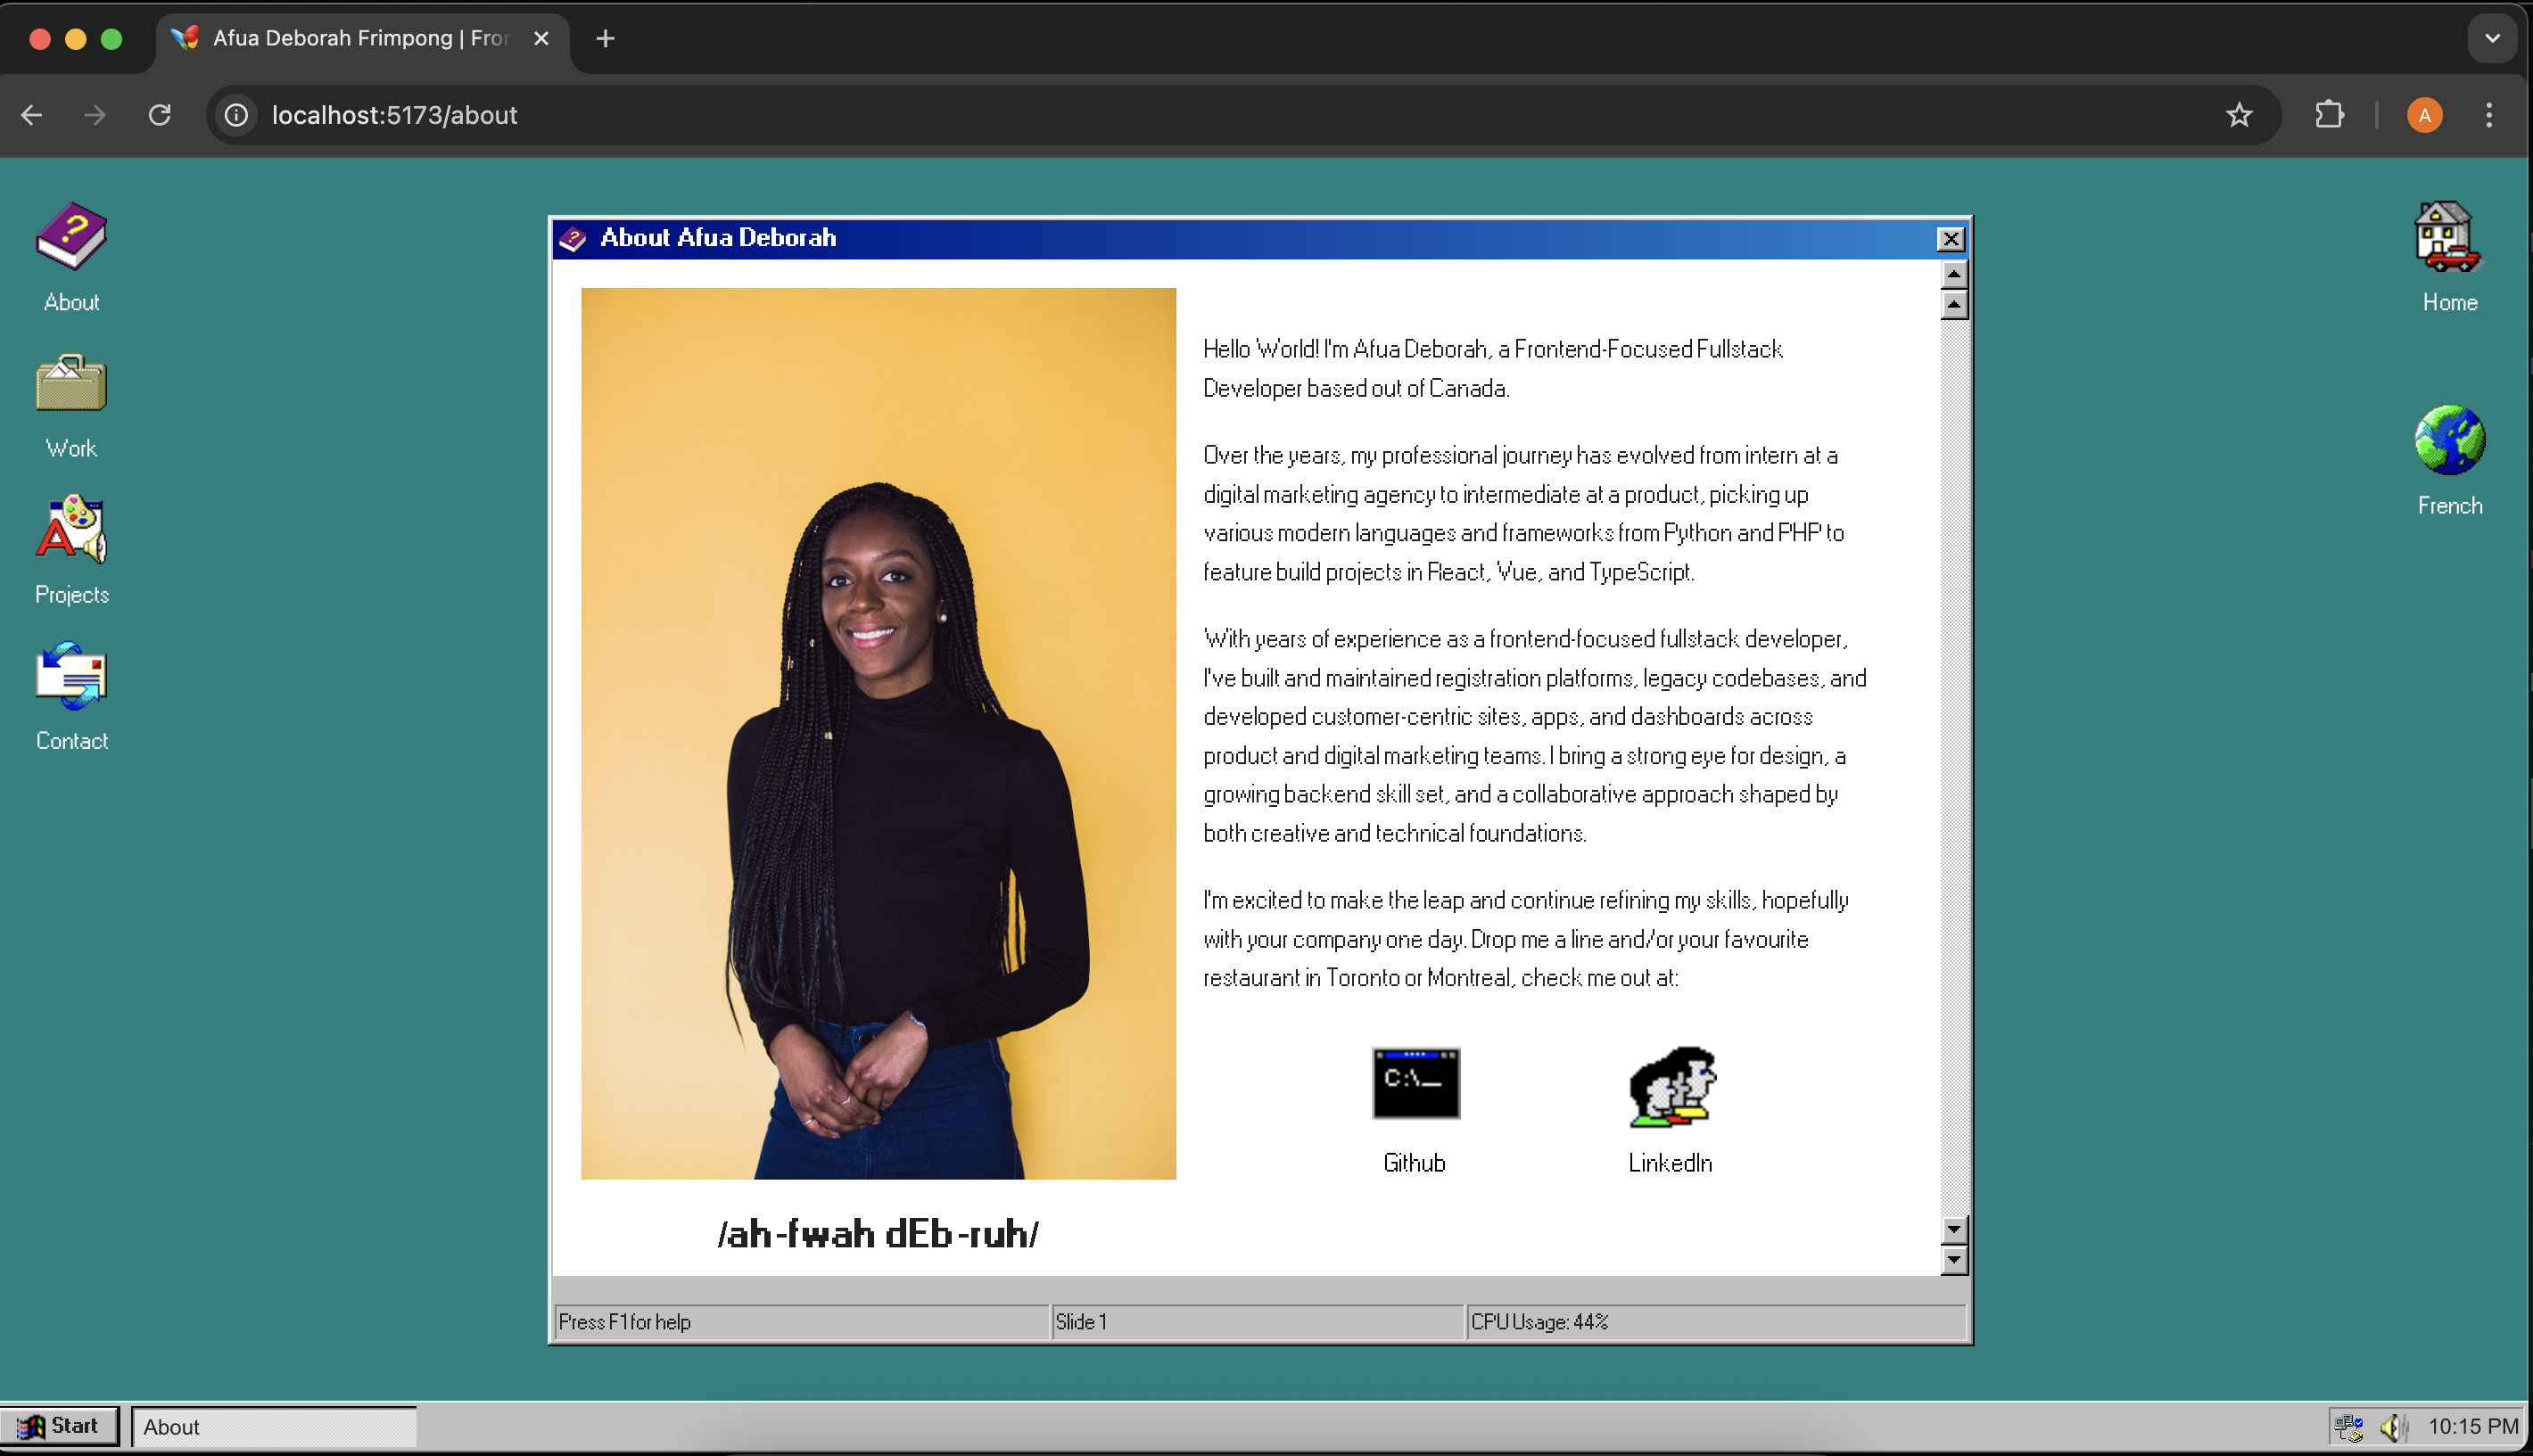 Afua Deborah Frimpong | Fron
localhost:5173/about
A
About
Work
Projects
Contact
Home
French
About Afua Deborah
Hello World! I'm Afua Deborah, a Frontend-Focused Fullstack
Developer based out of Canada.
Over the years, my professional journey has evolved from intern at a
digital marketing agency to intermediate at a product, picking up
various modern languages and frameworks from Python and PHP to
feature build projects in React, Vue, and TypeScript.
With years of experience as a frontend-focused fullstack developer,
I've built and maintained registration platforms, legacy codebases, and
developed customer-centric sites, apps, and dashboards across
product and digital marketing teams. I bring a strong eye for design, a
growing backend skill set, and a collaborative approach shaped by
both creative and technical foundations.
I'm excited to make the leap and continue refining my skills, hopefully
with your company one day. Drop me a line and/or your favourite
restaurant in Toronto or Montreal, check me out at:
C:\_
Github
LinkedIn
/ah-fwah dEb-ruh/
Press F1 for help
Slide 1
CPU Usage: 44%
Start
About
10:15 PM